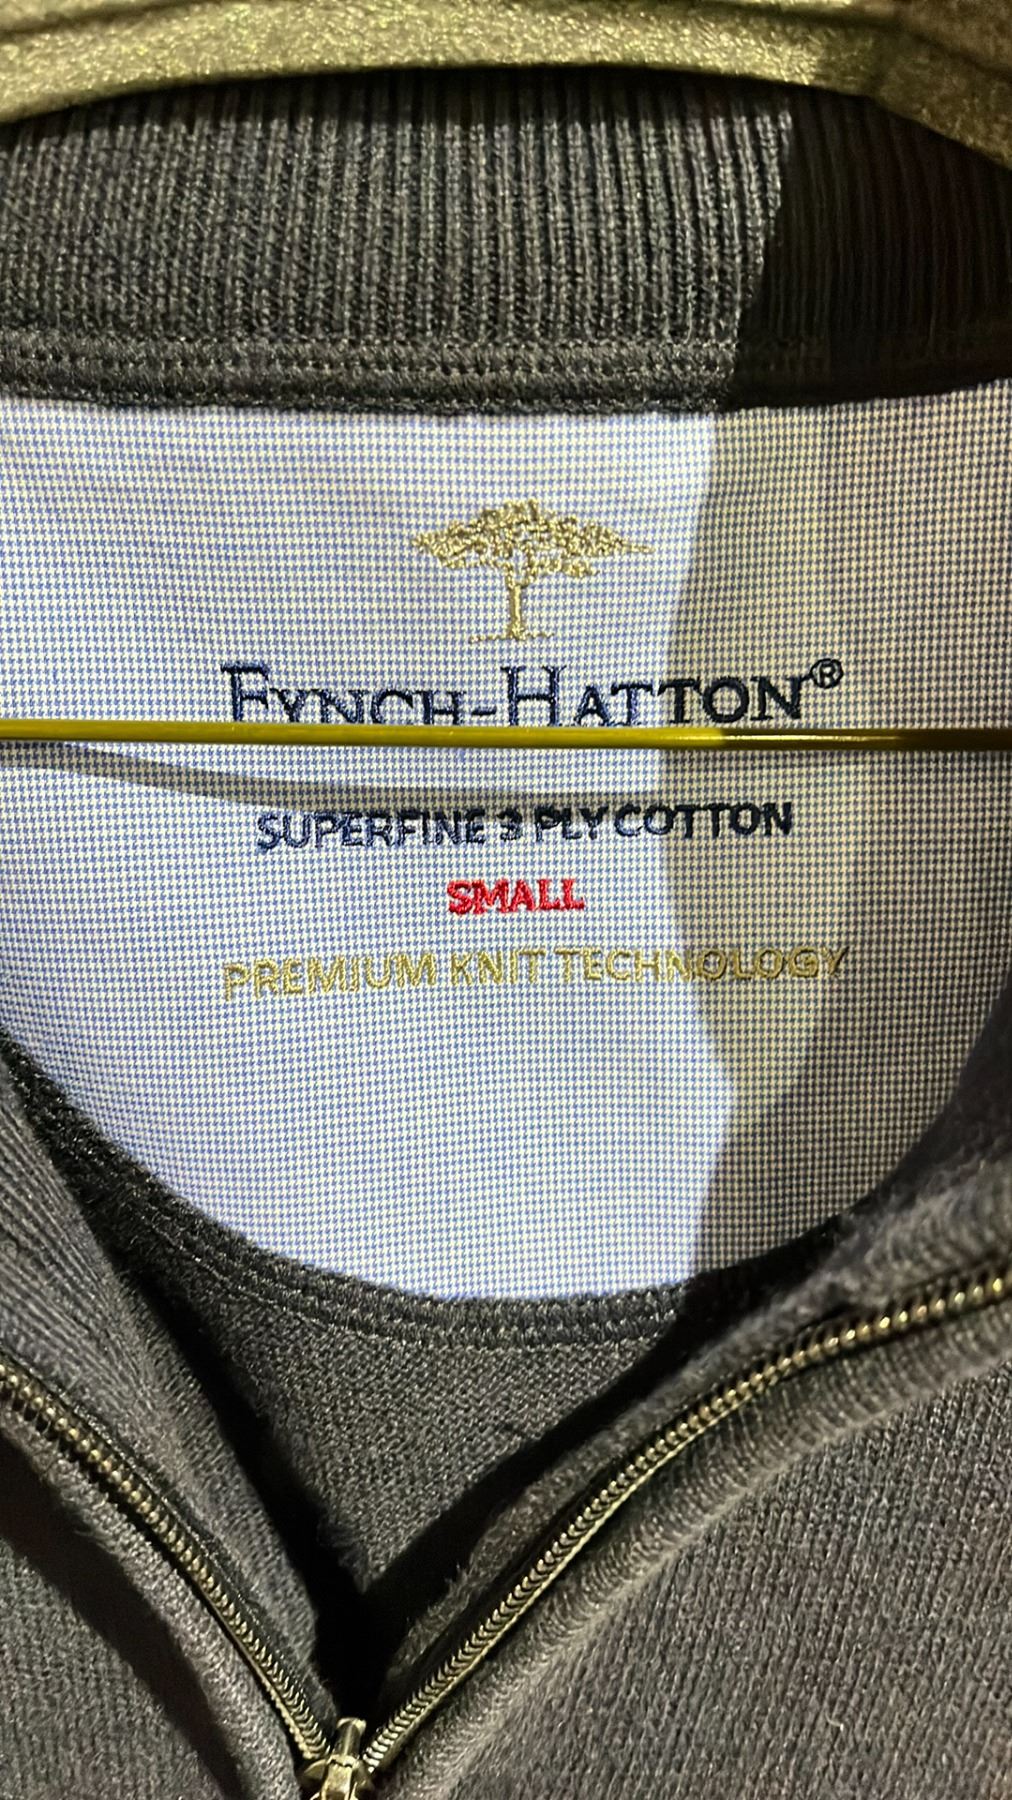 FYNCH-HATTON®
SUPERFINE 3 PLY COTTON
SMALL
PREMIUM KNIT TECHNOLOGY